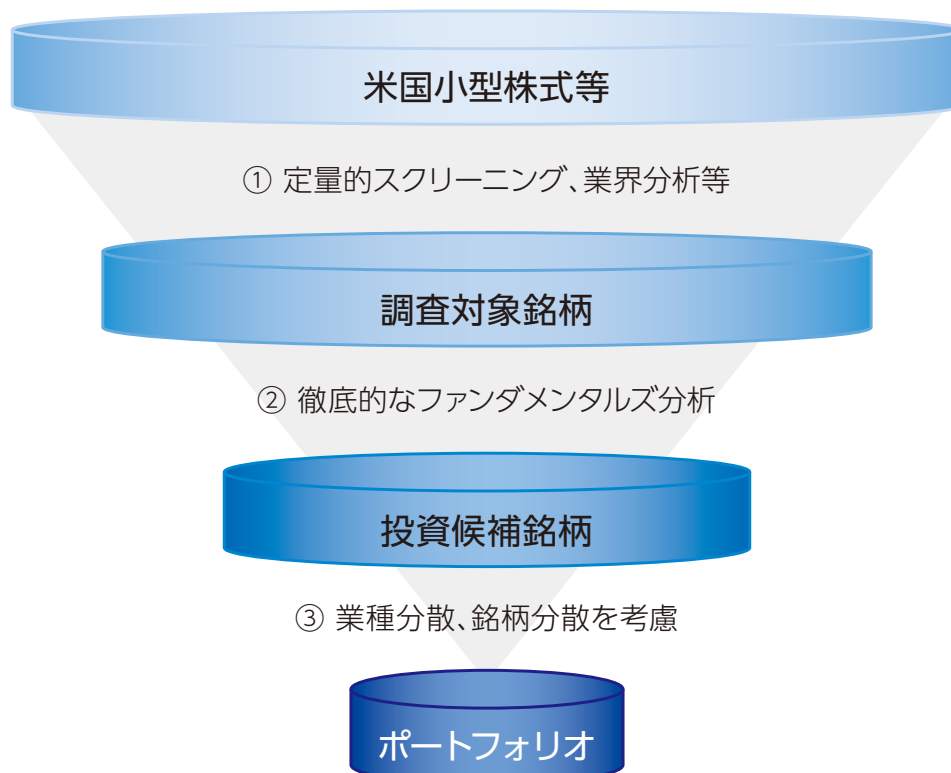 米国小型株式等
① 定量的スクリーニング、業界分析等
調査対象銘柄
② 徹底的なファンダメンタルズ分析
投資候補銘柄
③ 業種分散、銘柄分散を考慮
ポートフォリオ